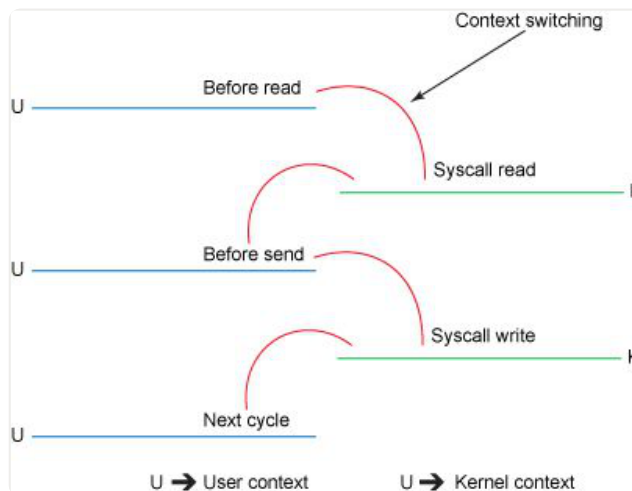 Context switching
Before read
U
Syscall read
Before send
U
Syscall write
K
Next cycle
U
U → User context U → Kernel context